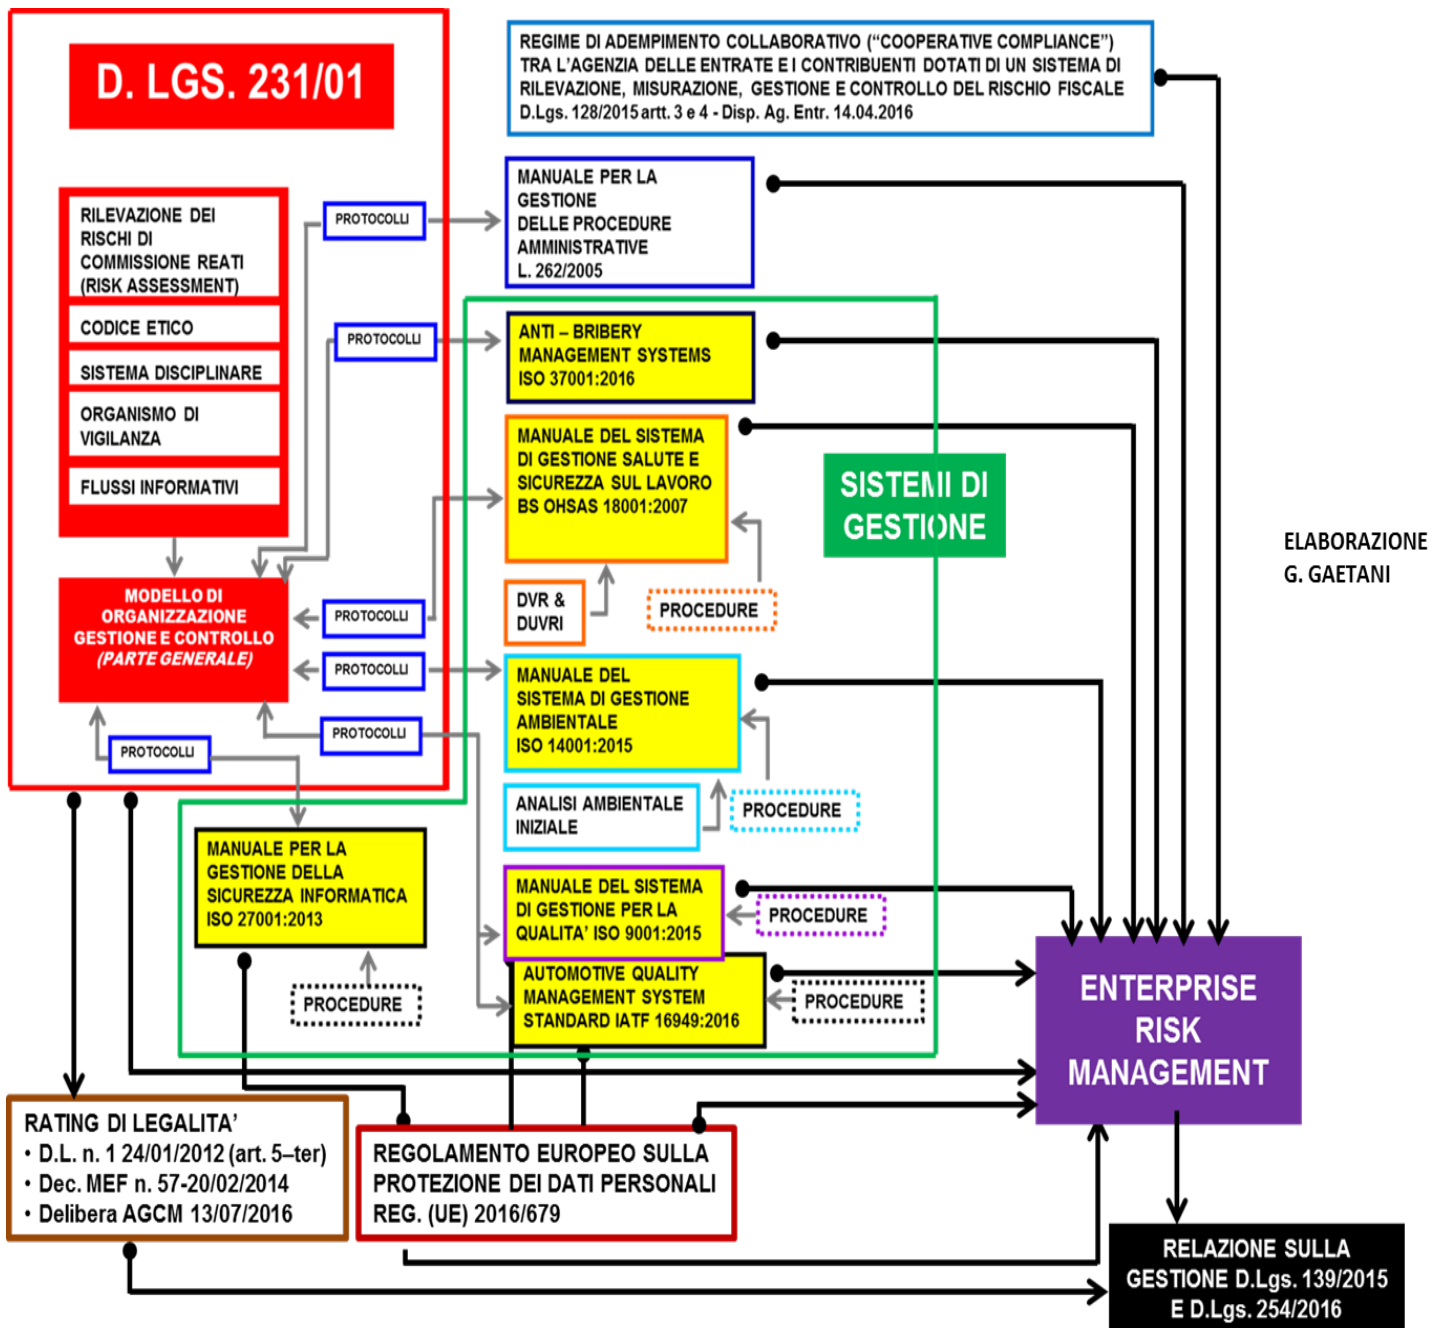 D. LGS. 231/01
REGIME DI ADEMPIMENTO COLLABORATIVO (“COOPERATIVE COMPLIANCE”)
TRA L’AGENZIA DELLE ENTRATE E I CONTRIBUENTI DOTATI DI UN SISTEMA DI
RILEVAZIONE, MISURAZIONE, GESTIONE E CONTROLLO DEL RISCHIO FISCALE
D.Lgs. 128/2015 artt. 3 e 4 - Disp. Ag. Entr. 14.04.2016
RILEVAZIONE DEI
RISCHI DI
COMMISSIONE REATI
(RISK ASSESSMENT)
CODICE ETICO
SISTEMA DISCIPLINARE
ORGANISMO DI
VIGILANZA
FLUSSI INFORMATIVI
PROTOCOLLI
MANUALE PER LA
GESTIONE
DELLE PROCEDURE
AMMINISTRATIVE
L. 262/2005
PROTOCOLLI
ANTI – BRIBERY
MANAGEMENT SYSTEMS
ISO 37001:2016
MANUALE DEL SISTEMA
DI GESTIONE SALUTE E
SICUREZZA SUL LAVORO
BS OHSAS 18001:2007
SISTEMI DI
GESTIONE
ELABORAZIONE
G. GAETANI
MODELLO DI
ORGANIZZAZIONE
GESTIONE E CONTROLLO
(PARTE GENERALE)
PROTOCOLLI
DVR &
DUVRI
PROCEDURE
PROTOCOLLI
MANUALE DEL
SISTEMA DI GESTIONE
AMBIENTALE
ISO 14001:2015
PROTOCOLLI
PROTOCOLLI
ANALISI AMBIENTALE
INIZIALE
PROCEDURE
MANUALE PER LA
GESTIONE DELLA
SICUREZZA INFORMATICA
ISO 27001:2013
PROCEDURE
MANUALE DEL SISTEMA
DI GESTIONE PER LA
QUALITA’ ISO 9001:2015
PROCEDURE
AUTOMOTIVE QUALITY
MANAGEMENT SYSTEM
STANDARD IATF 16949:2016
PROCEDURE
ENTERPRISE
RISK
MANAGEMENT
RATING DI LEGALITA’
• D.L. n. 1 24/01/2012 (art. 5–ter)
• Dec. MEF n. 57-20/02/2014
• Delibera AGCM 13/07/2016
REGOLAMENTO EUROPEO SULLA
PROTEZIONE DEI DATI PERSONALI
REG. (UE) 2016/679
RELAZIONE SULLA
GESTIONE D.Lgs. 139/2015
E D.Lgs. 254/2016